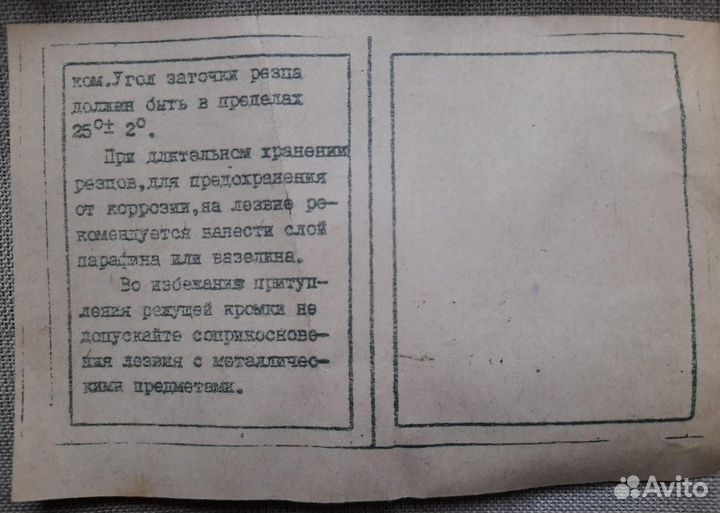 ком. Угол заточки резца
должен быть в пределах
25°± 2°.
При длительном хранении
резцов, для предохранения
от коррозии, на лезвие ре-
комендуется нанести слой
парафина или вазелина.
Во избежание притуп-
ления режущей кромки не
допускайте соприкоснове-
ния лезвия с металличес-
кими предметами.
Avito